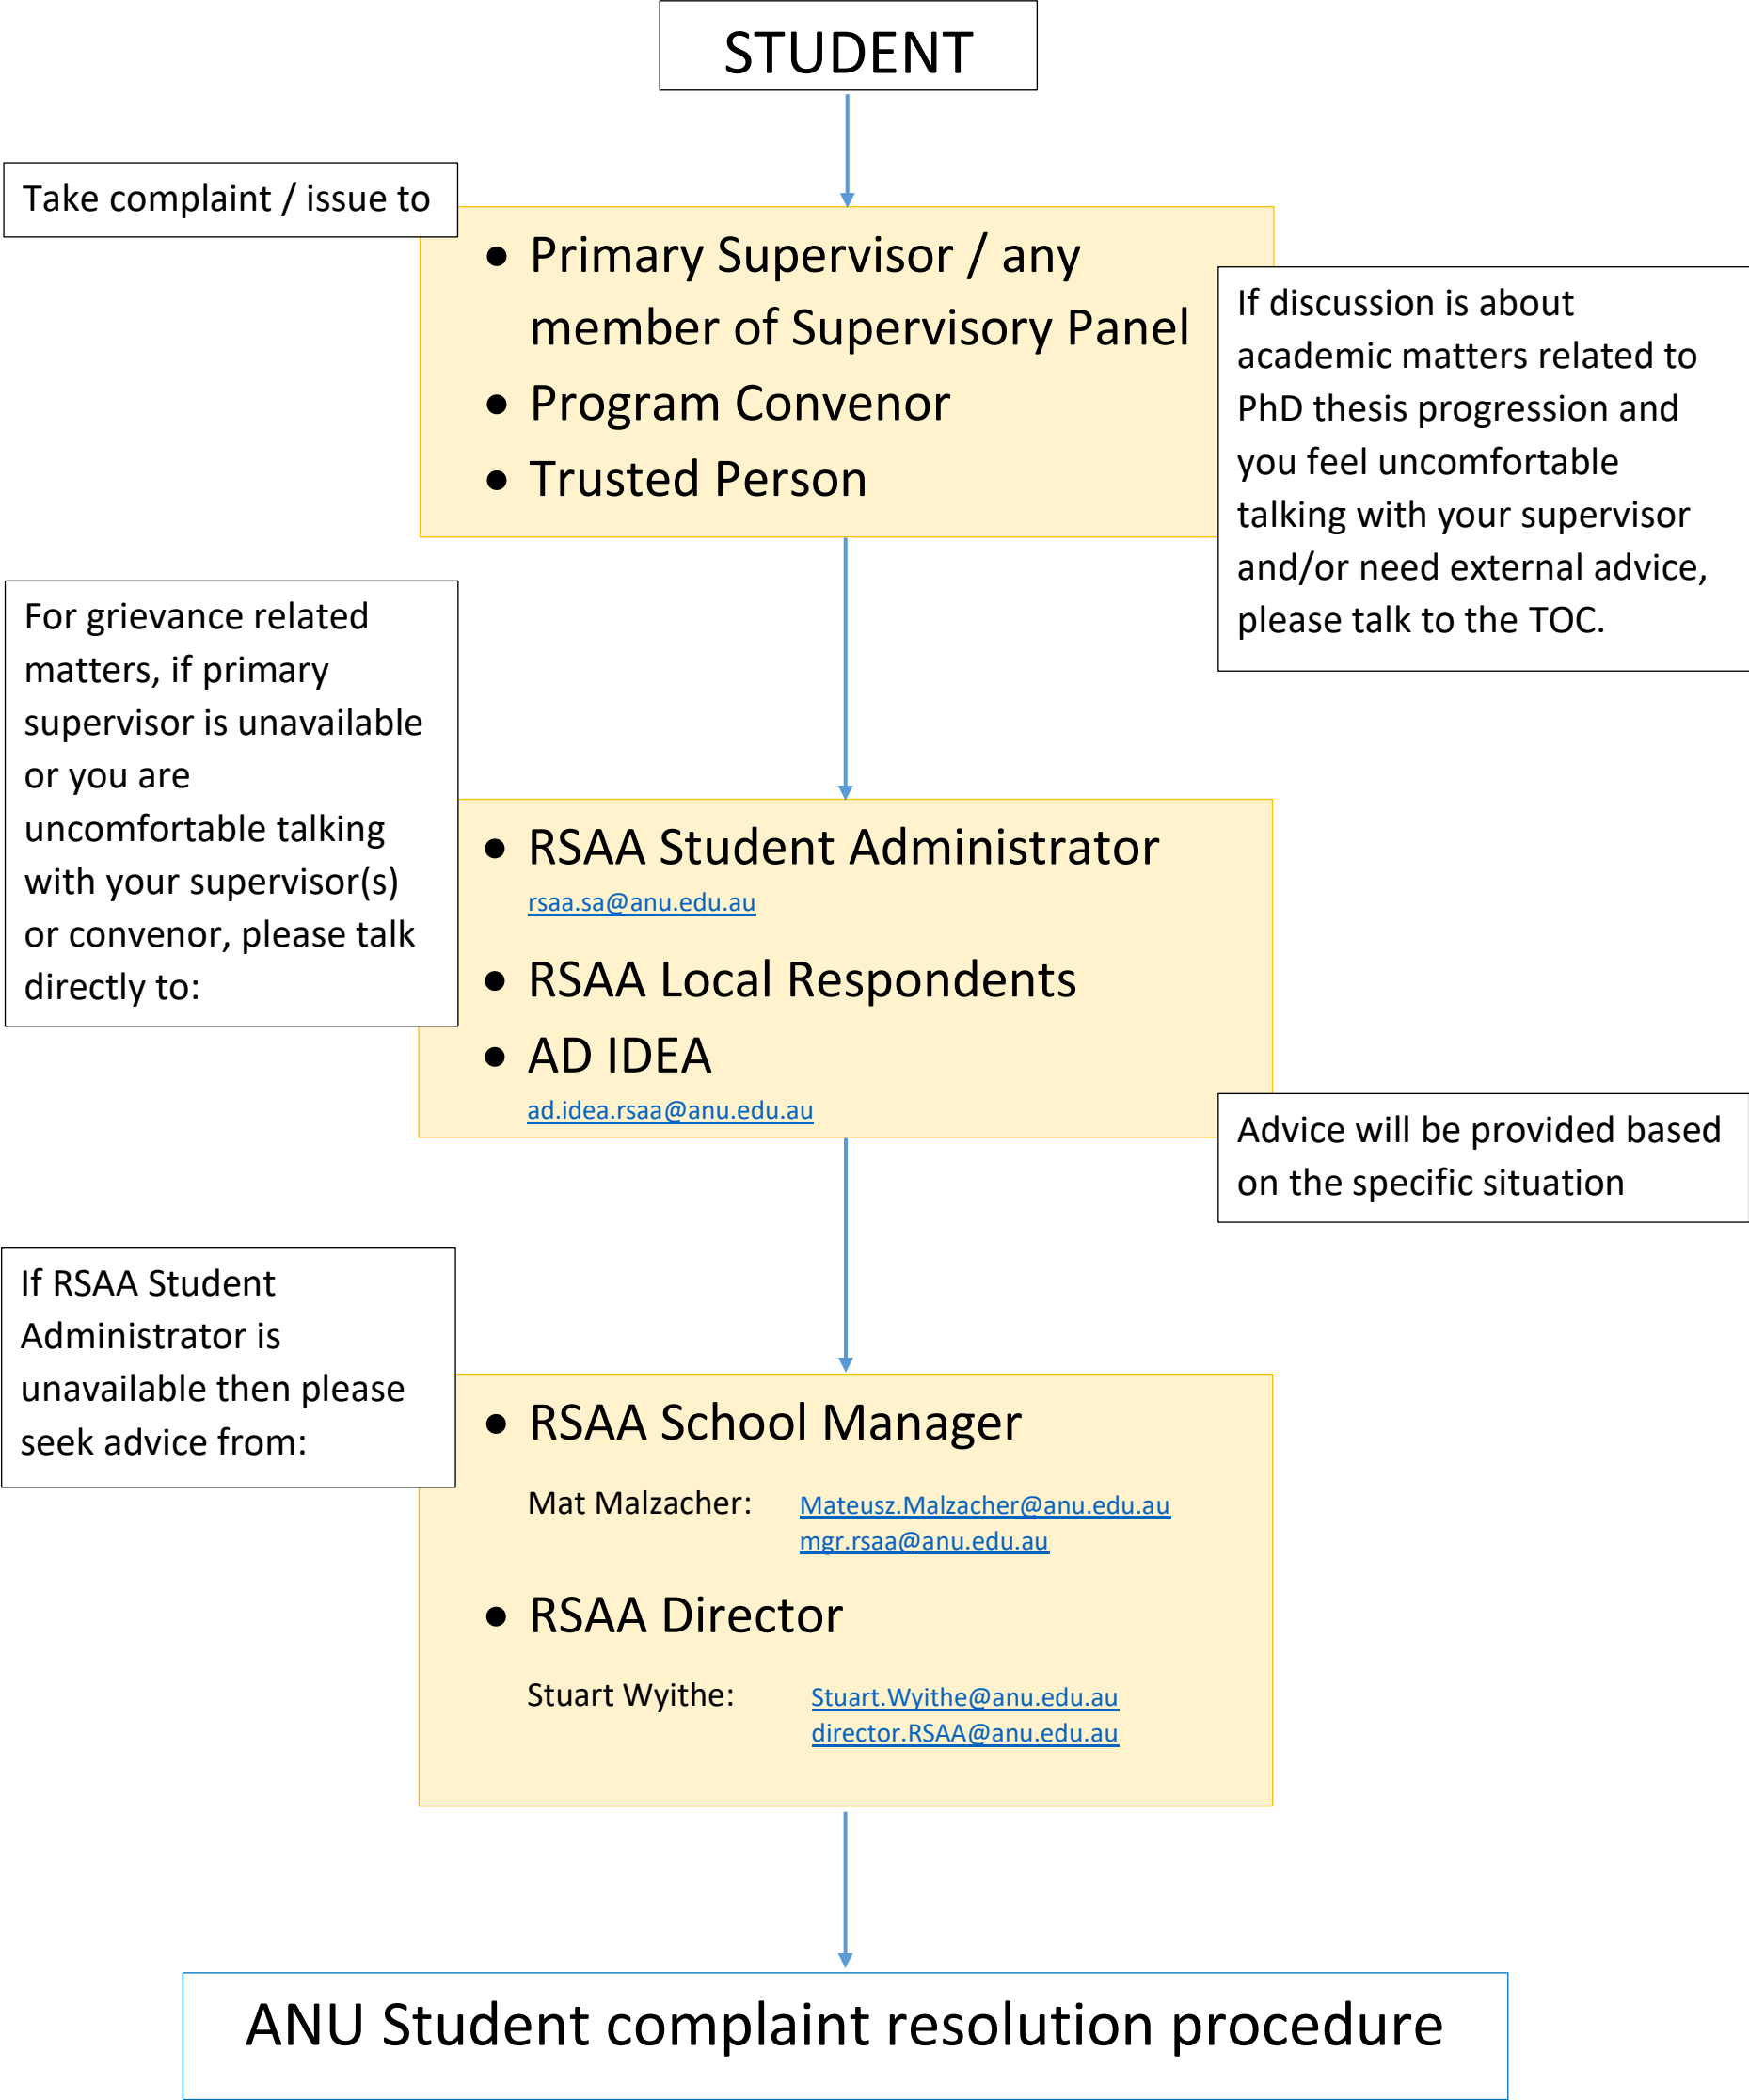 STUDENT
Take complaint / issue to
• Primary Supervisor / any
member of Supervisory Panel
• Program Convenor
• Trusted Person
If discussion is about
academic matters related to
PhD thesis progression and
you feel uncomfortable
talking with your supervisor
and/or need external advice,
please talk to the TOC.
For grievance related
matters, if primary
supervisor is unavailable
or you are
uncomfortable talking
with your supervisor(s)
or convenor, please talk
directly to:
• RSAA Student Administrator
rsaa.sa@anu.edu.au
• RSAA Local Respondents
• AD IDEA
ad.idea.rsaa@anu.edu.au
Advice will be provided based
on the specific situation
If RSAA Student
Administrator is
unavailable then please
seek advice from:
• RSAA School Manager
Mat Malzacher: Mateusz.Malzacher@anu.edu.au
mgr.rsaa@anu.edu.au
• RSAA Director
Stuart Wyithe: Stuart.Wyithe@anu.edu.au
director.RSAA@anu.edu.au
ANU Student complaint resolution procedure